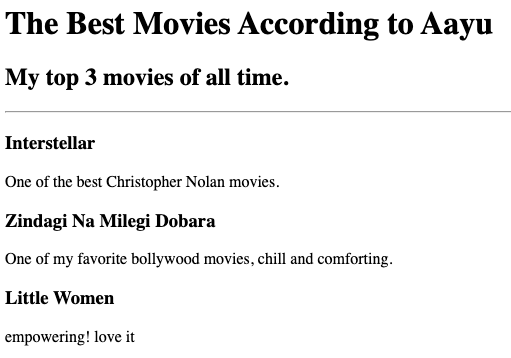 The Best Movies According to Aayu
My top 3 movies of all time.
Interstellar
One of the best Christopher Nolan movies.
Zindagi Na Milegi Dobara
One of my favorite bollywood movies, chill and comforting.
Little Women
empowering! love it